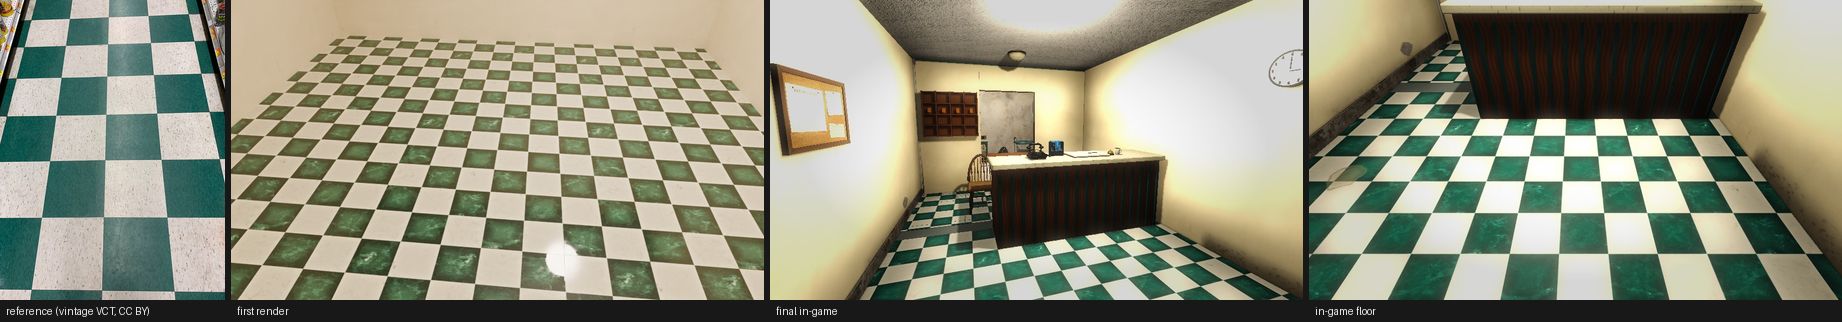 reference (vintage VCT, CC BY)
first render
final in-game
in-game floor